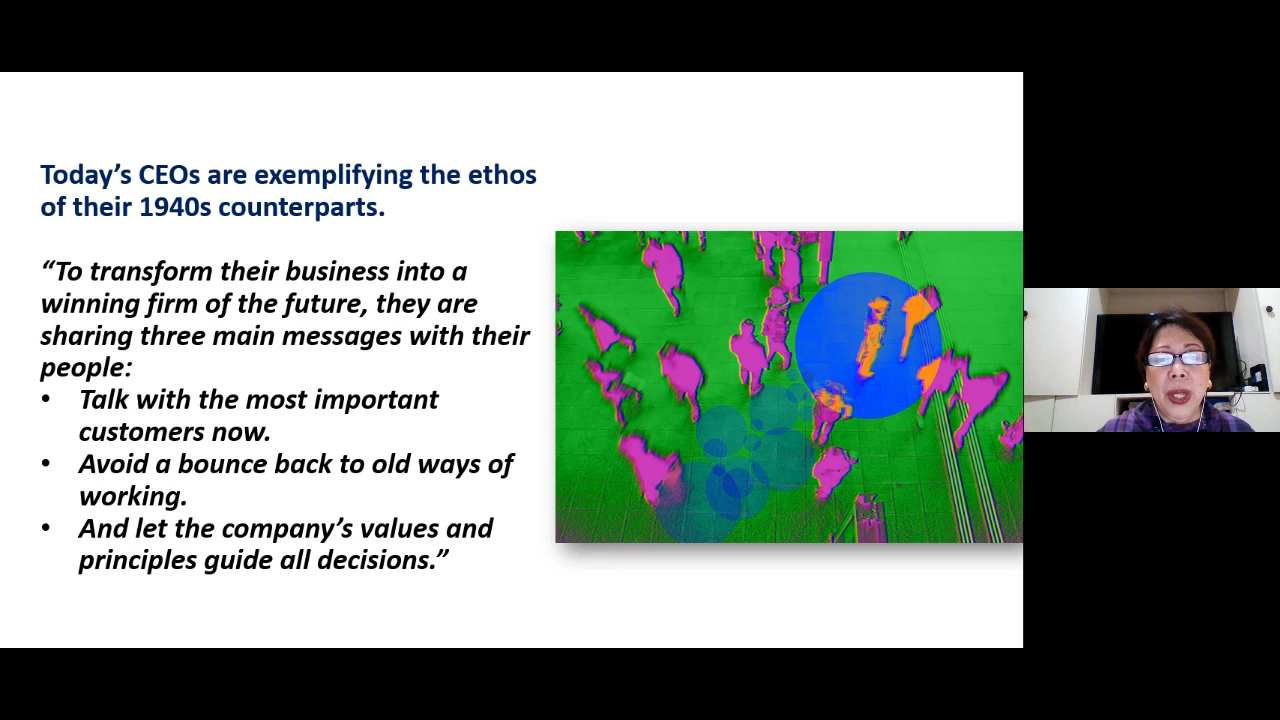 Today’s CEOs are exemplifying the ethos
of their 1940s counterparts.
“To transform their business into a
winning firm of the future, they are
sharing three main messages with their
people:
• Talk with the most important
customers now.
• Avoid a bounce back to old ways of
working.
• And let the company’s values and
principles guide all decisions.”